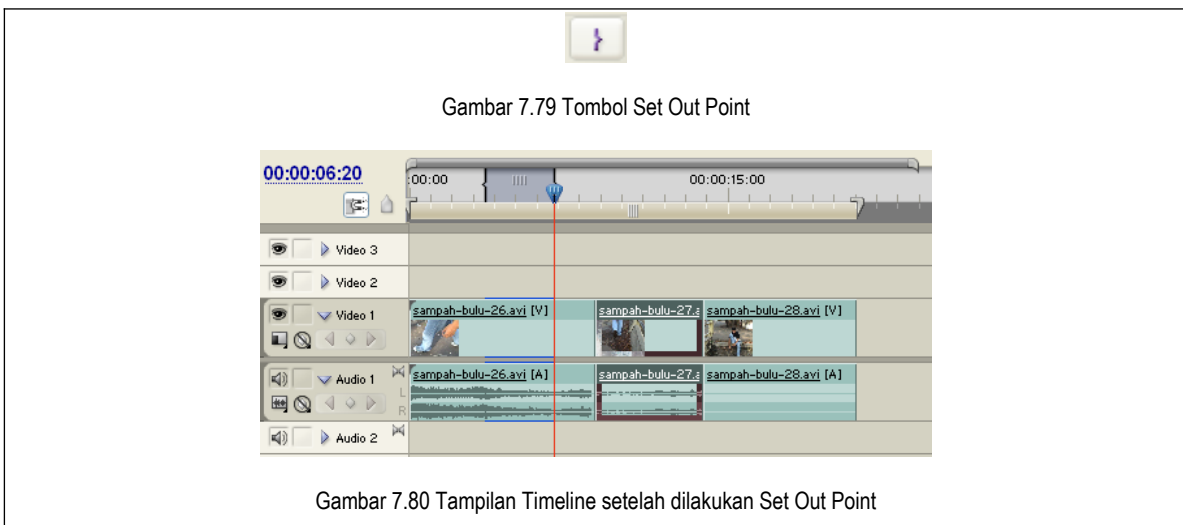 Gambar 7.79 Tombol Set Out Point
00:00:06:20
:00:00
00:00:15:00
Video 3
Video 2
Video 1
sampah-bulu-26.avi [V]
sampah-bulu-27.a
sampah-bulu-28.avi [V]
Audio 1
L
R
sampah-bulu-26.avi [A]
sampah-bulu-27.a
sampah-bulu-28.avi [A]
Audio 2
Gambar 7.80 Tampilan Timeline setelah dilakukan Set Out Point